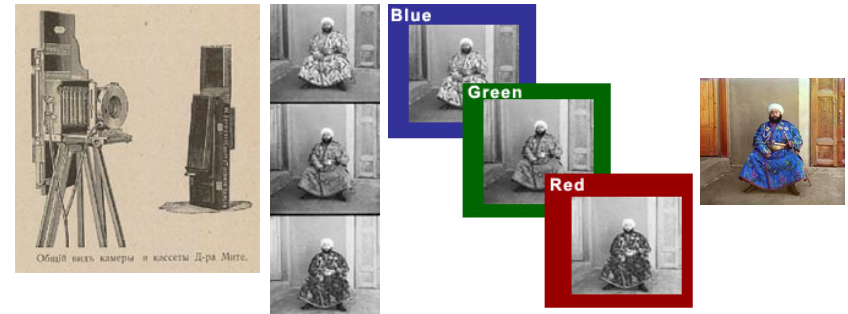 Общій видъ камеры и кассеты Д-ра Мите.
Blue
Green
Red